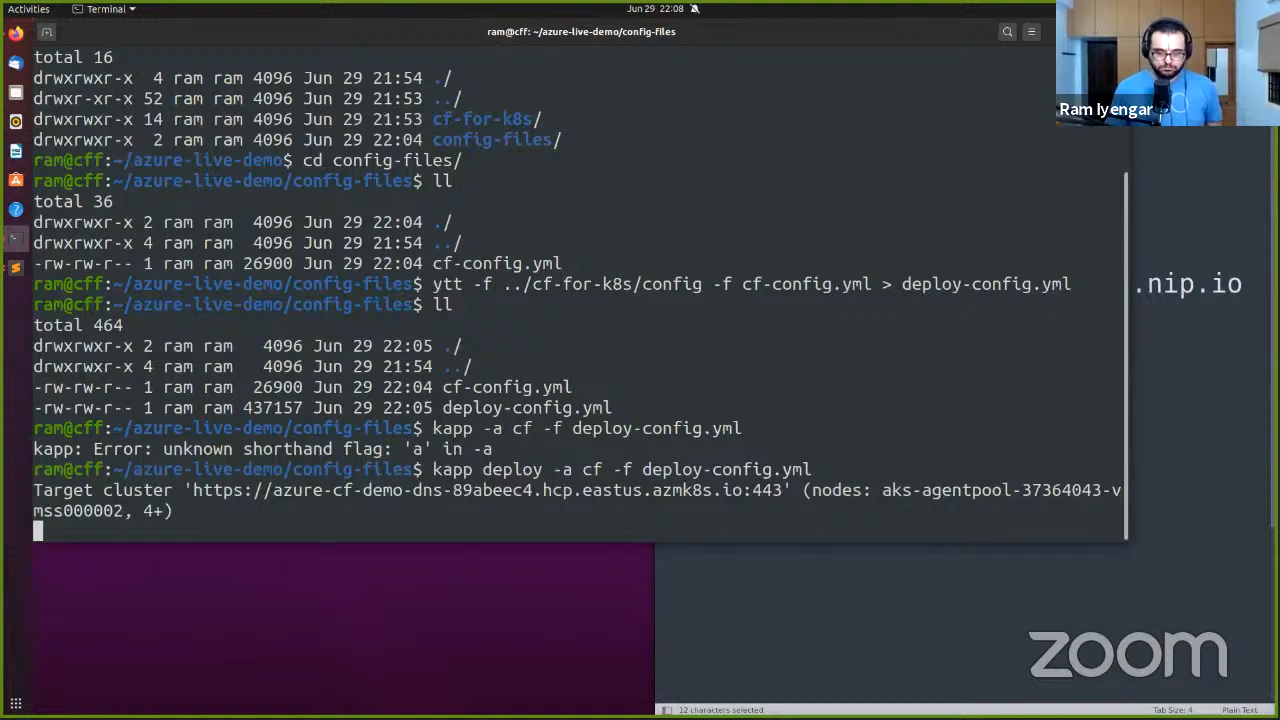 Activities
Terminal
Jun 29 22:08
ram@cff: ~/azure-live-demo/config-files
total 16
drwxrwxr-x 4 ram ram 4096 Jun 29 21:54 ./
drwxr-xr-x 52 ram ram 4096 Jun 29 21:53 ../
drwxrwxr-x 14 ram ram 4096 Jun 29 21:53 cf-for-k8s/
drwxrwxr-x 2 ram ram 4096 Jun 29 22:04 config-files/
ram@cff:~/azure-live-demo$ cd config-files/
ram@cff:~/azure-live-demo/config-files$ ll
total 36
drwxrwxr-x 2 ram ram 4096 Jun 29 22:04 ./
drwxrwxr-x 4 ram ram 4096 Jun 29 21:54 ../
-rw-rw-r-- 1 ram ram 26900 Jun 29 22:04 cf-config.yml
ram@cff:~/azure-live-demo/config-files$ ytt -f ../cf-for-k8s/config -f cf-config.yml > deploy-config.yml
ram@cff:~/azure-live-demo/config-files$ ll
total 464
drwxrwxr-x 2 ram ram 4096 Jun 29 22:05 ./
drwxrwxr-x 4 ram ram 4096 Jun 29 21:54 ../
-rw-rw-r-- 1 ram ram 26900 Jun 29 22:04 cf-config.yml
-rw-rw-r-- 1 ram ram 437157 Jun 29 22:05 deploy-config.yml
ram@cff:~/azure-live-demo/config-files$ kapp -a cf -f deploy-config.yml
kapp: Error: unknown shorthand flag: 'a' in -a
ram@cff:~/azure-live-demo/config-files$ kapp deploy -a cf -f deploy-config.yml
Target cluster 'https://azure-cf-demo-dns-89abeec4.hcp.eastus.azmk8s.io:443' (nodes: aks-agentpool-37364043-v
mss000002, 4+)
Ram Iyengar
.nip.io
zoom
12 characters selected
Tab Size: 4
Plain Text